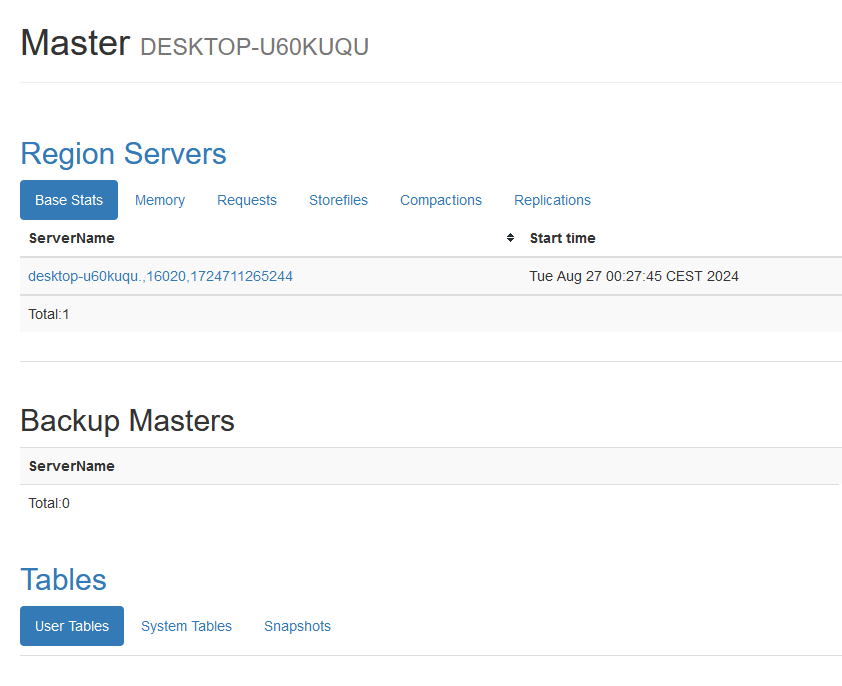 Master DESKTOP-U60KUQU
Region Servers
Base Stats Memory Requests Storefiles Compactions Replications
ServerName Start time
desktop-u60kuqu.,16020,1724711265244 Tue Aug 27 00:27:45 CEST 2024
Total:1
Backup Masters
ServerName
Total:0
Tables
User Tables System Tables Snapshots